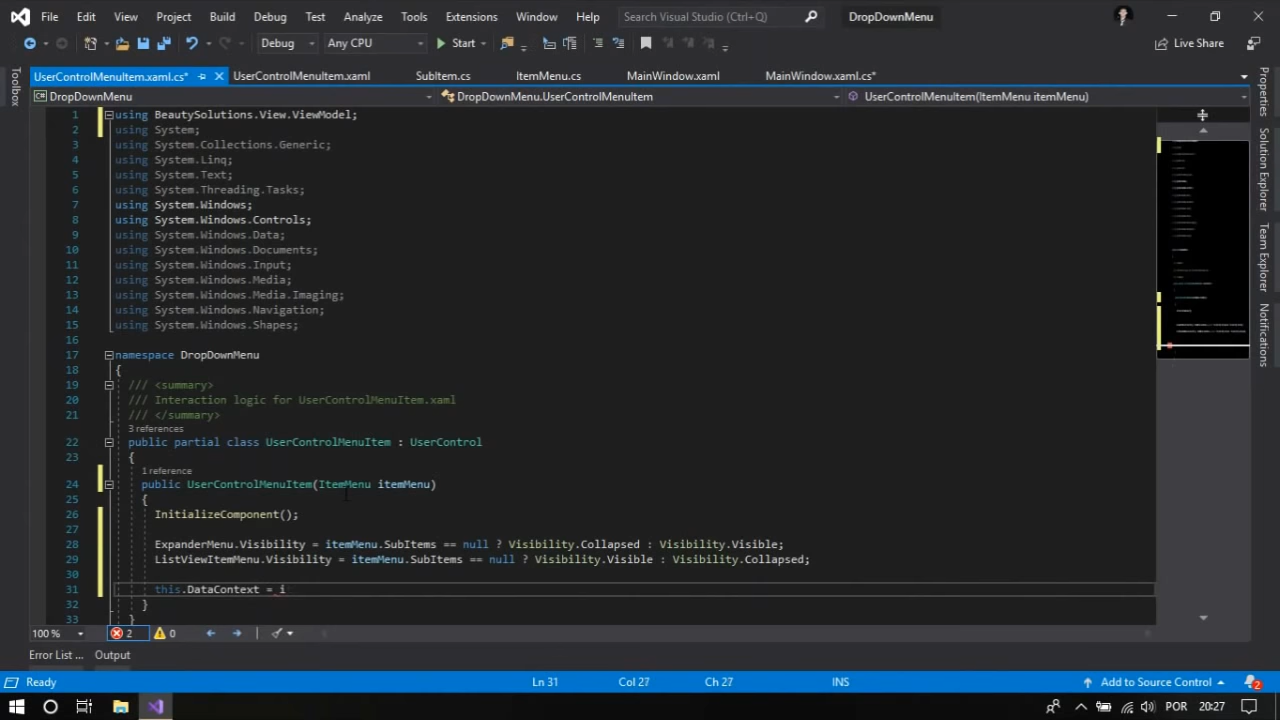 File Edit View Project Build Debug Test Analyze Tools Extensions Window Help Search Visual Studio (Ctrl+Q) DropDownMenu
Debug Any CPU Start Live Share
UserControlMenuItem.xaml.cs* UserControlMenuItem.xaml SubItem.cs ItemMenu.cs MainWindow.xaml MainWindow.xaml.cs*
DropDownMenu DropDownMenu.UserControlMenuItem UserControlMenuItem(ItemMenu itemMenu)
Toolbox
Properties
Solution Explorer
Team Explorer
Notifications
1 using BeautySolutions.View.ViewModel;
2 using System;
3 using System.Collections.Generic;
4 using System.Linq;
5 using System.Text;
6 using System.Threading.Tasks;
7 using System.Windows;
8 using System.Windows.Controls;
9 using System.Windows.Data;
10 using System.Windows.Documents;
11 using System.Windows.Input;
12 using System.Windows.Media;
13 using System.Windows.Media.Imaging;
14 using System.Windows.Navigation;
15 using System.Windows.Shapes;
16
17 namespace DropDownMenu
18 {
19 /// <summary>
20 /// Interaction logic for UserControlMenuItem.xaml
21 /// </summary>
3 references
22 public partial class UserControlMenuItem : UserControl
23 {
1 reference
24 public UserControlMenuItem(ItemMenu itemMenu)
25 {
26 InitializeComponent();
27
28 ExpanderMenu.Visibility = itemMenu.SubItems == null ? Visibility.Collapsed : Visibility.Visible;
29 ListViewItemMenu.Visibility = itemMenu.SubItems == null ? Visibility.Visible : Visibility.Collapsed;
30
31 this.DataContext = i
32 }
33 }
100 % 2 0
Error List ... Output
Ready Ln 31 Col 27 Ch 27 INS Add to Source Control 2
POR 20:27